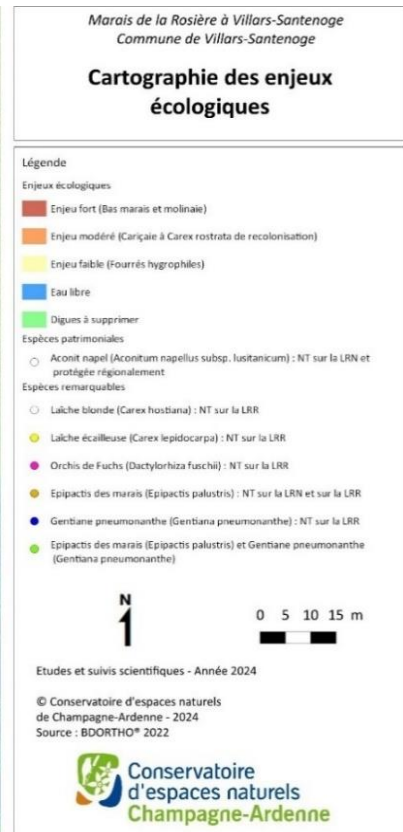 Marais de la Rosière à Villars-Santenoge
Commune de Villars-Santenoge
Cartographie des enjeux
écologiques
Légende
Enjeux écologiques
Enjeu fort (Bas marais et molinaie)
Enjeu modéré (Cariçaie à Carex rostrata de recolonisation)
Enjeu faible (Fourrés hygrophiles)
Eau libre
Digues à supprimer
Espèces patrimoniales
Aconit napel (Aconitum napellus subsp. lusitanicum) : NT sur la LRN et
protégée régionalement
Espèces remarquables
Laîche blonde (Carex hostiana) : NT sur la LRR
Laîche écailleuse (Carex lepidocarpa) : NT sur la LRR
Orchis de Fuchs (Dactylorhiza fuschii) : NT sur la LRR
Epipactis des marais (Epipactis palustris) : NT sur la LRN et sur la LRR
Gentiane pneumonanthe (Gentiana pneumonanthe) : NT sur la LRR
Epipactis des marais (Epipactis palustris) et Gentiane pneumonanthe
(Gentiana pneumonanthe)
N
0 5 10 15 m
Etudes et suivis scientifiques - Année 2024
© Conservatoire d'espaces naturels
de Champagne-Ardenne - 2024
Source : BDORTHO® 2022
Conservatoire
d'espaces naturels
Champagne-Ardenne